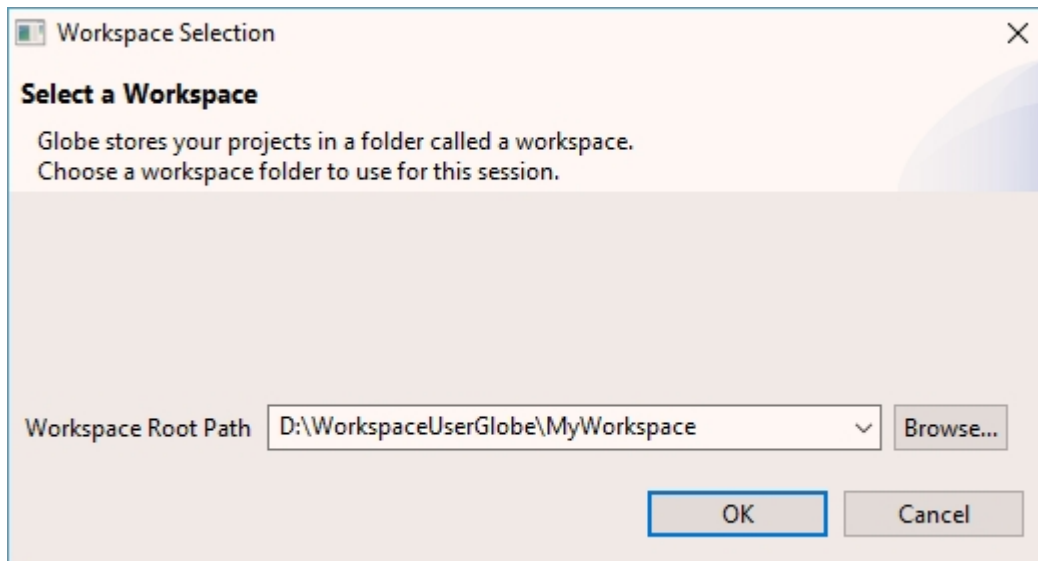 Workspace Selection
Select a Workspace
Globe stores your projects in a folder called a workspace.
Choose a workspace folder to use for this session.
Workspace Root Path D:\WorkspaceUserGlobe\MyWorkspace Browse...
OK Cancel